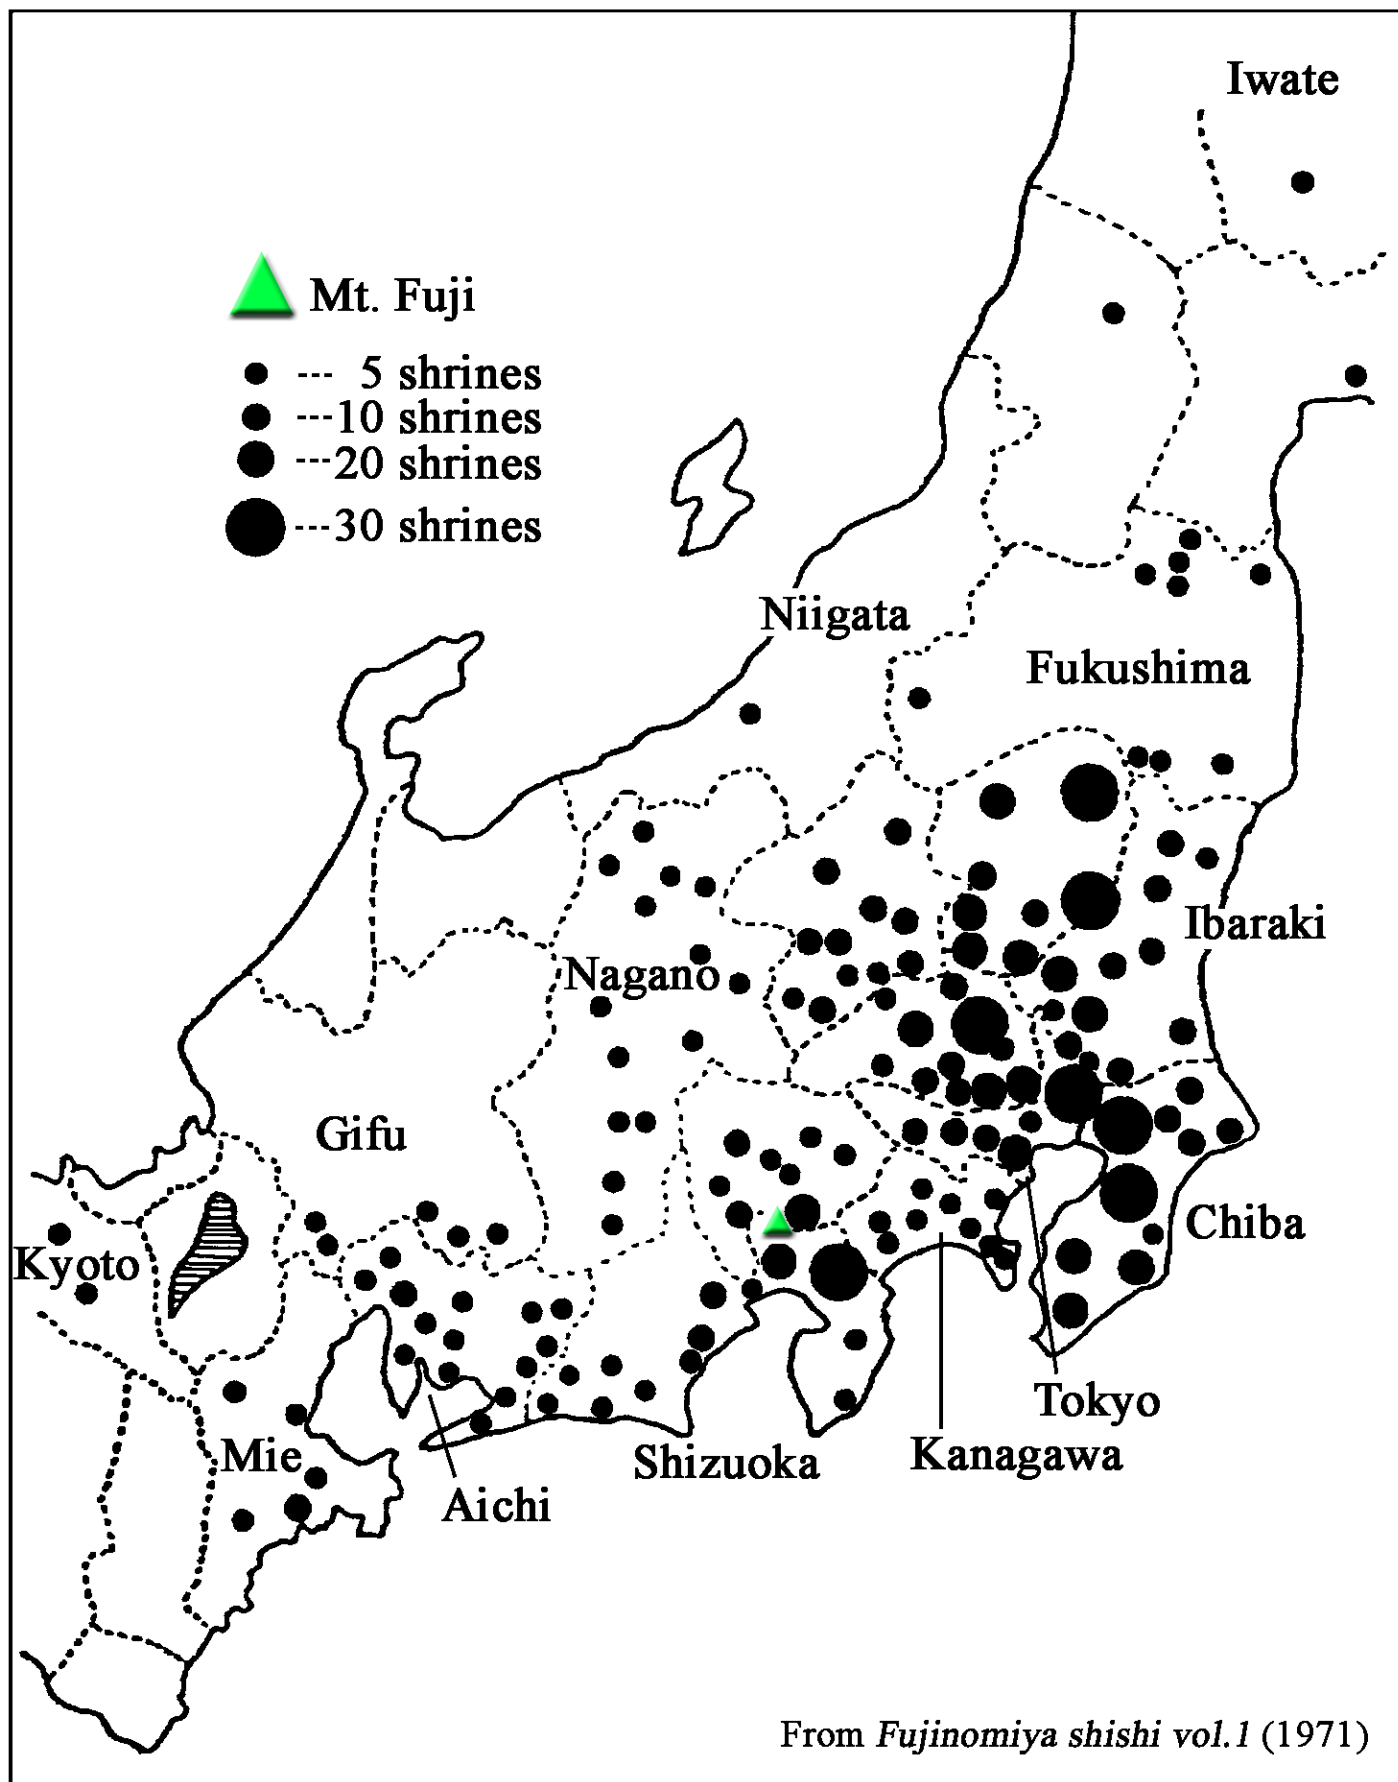 Iwate
Mt. Fuji
--- 5 shrines
---10 shrines
---20 shrines
---30 shrines
Niigata
Fukushima
Ibaraki
Nagano
Gifu
Chiba
Kyoto
Tokyo
Kanagawa
Shizuoka
Mie
Aichi
From Fujinomiya shishi vol.1 (1971)